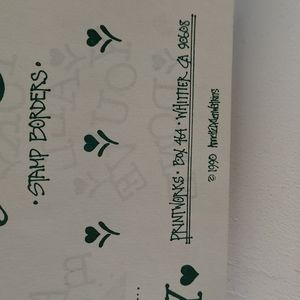 · STAMP BORDERS ·
PRINTWORKS · BOX 464 · WHITTIER, CA 90608
© 1990